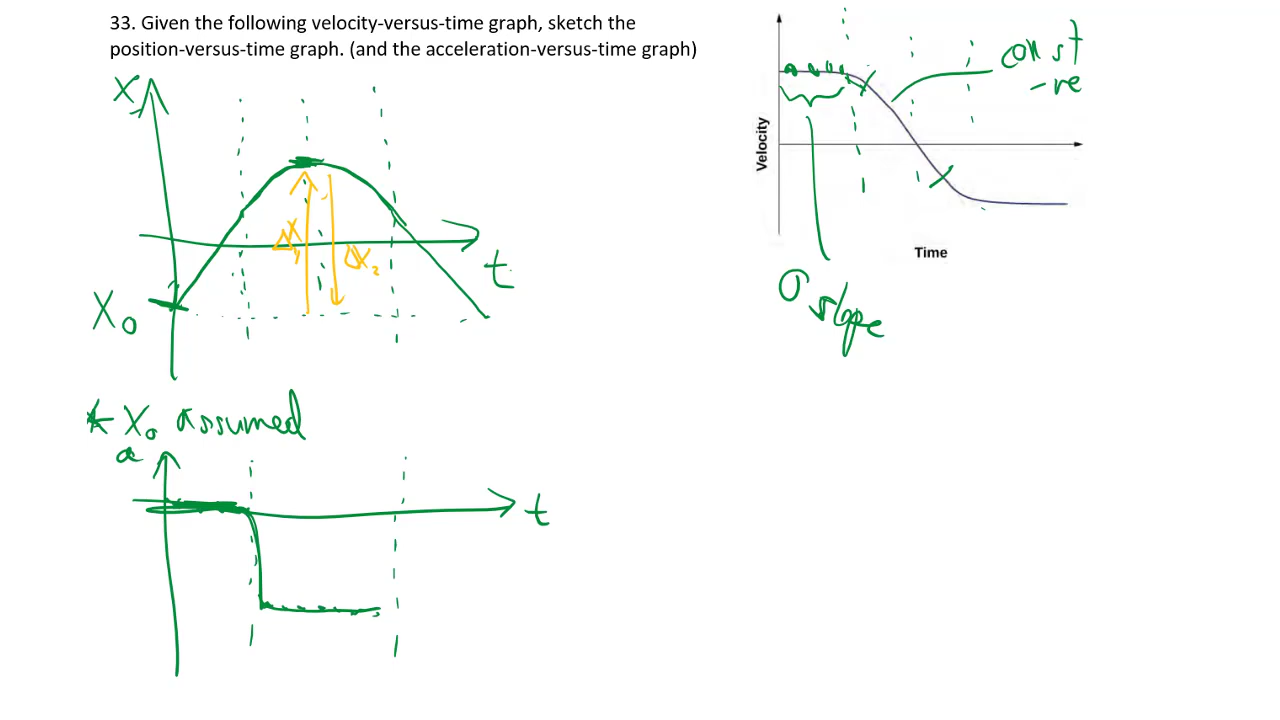 33. Given the following velocity-versus-time graph, sketch the
position-versus-time graph. (and the acceleration-versus-time graph)
X
const
-re
Velocity
ΔX₁
ΔX₂
t
Time
X₀
0 slope
* X₀ assumed
a
t